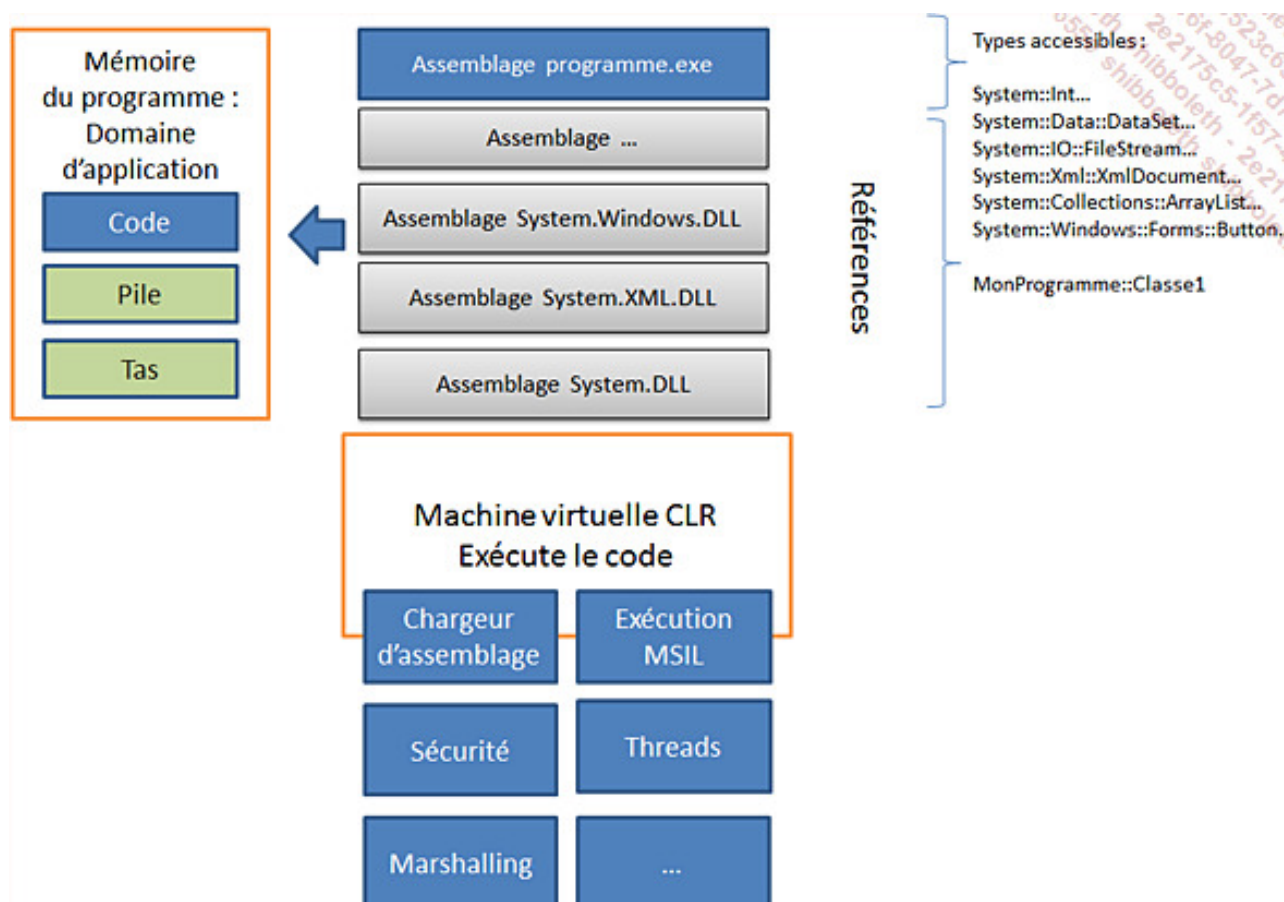 Mémoire
du programme :
Domaine
d'application
Code
Pile
Tas
Assemblage programme.exe
Assemblage ...
Assemblage System.Windows.DLL
Assemblage System.XML.DLL
Assemblage System.DLL
Références
Types accessibles :
System::Int...
System::Data::DataSet...
System::IO::FileStream...
System::Xml::XmlDocument...
System::Collections::ArrayList...
System::Windows::Forms::Button...
MonProgramme::Classe1
Machine virtuelle CLR
Exécute le code
Chargeur
d'assemblage
Exécution
MSIL
Sécurité
Threads
Marshalling
...